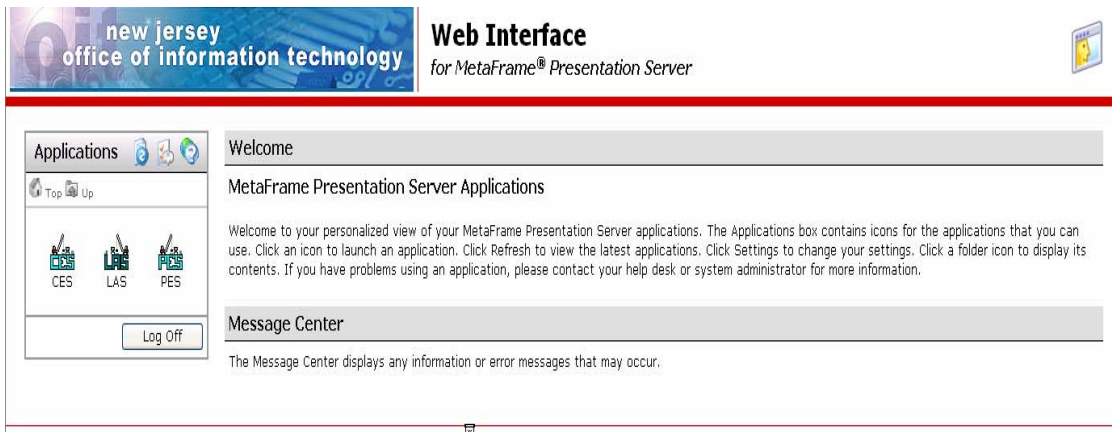 new jersey
office of information technology
Web Interface
for MetaFrame® Presentation Server
Applications
Top Up
CES LAS PES
CES LAS PES
Log Off
Welcome
MetaFrame Presentation Server Applications
Welcome to your personalized view of your MetaFrame Presentation Server applications. The Applications box contains icons for the applications that you can
use. Click an icon to launch an application. Click Refresh to view the latest applications. Click Settings to change your settings. Click a folder icon to display its
contents. If you have problems using an application, please contact your help desk or system administrator for more information.
Message Center
The Message Center displays any information or error messages that may occur.